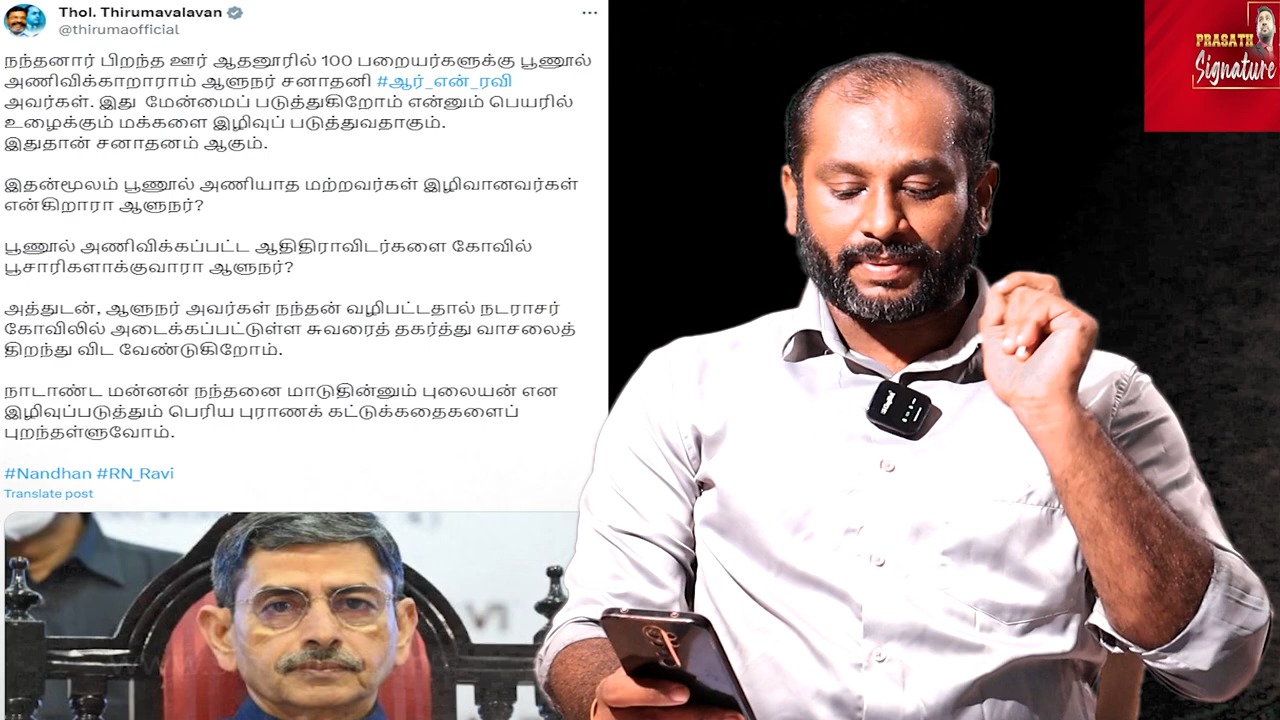 Thol. Thirumavalavan
@thirumaofficial
நந்தனார் பிறந்த ஊர் ஆதனூரில் 100 பறையர்களுக்கு பூணூல்
அணிவிக்காறாராம் ஆளுநர் சனாதனி #ஆர்_என்_ரவி
அவர்கள். இது மேன்மைப் படுத்துகிறோம் என்னும் பெயரில்
உழைக்கும் மக்களை இழிவுப் படுத்துவதாகும்.
இதுதான் சனாதனம் ஆகும்.
இதன்மூலம் பூணூல் அணியாத மற்றவர்கள் இழிவானவர்கள்
என்கிறாரா ஆளுநர்?
பூணூல் அணிவிக்கப்பட்ட ஆதிதிராவிடர்களை கோவில்
பூசாரிகளாக்குவாரா ஆளுநர்?
அத்துடன், ஆளுநர் அவர்கள் நந்தன் வழிபட்டதால் நடராசர்
கோவிலில் அடைக்கப்பட்டுள்ள சுவரைத் தகர்த்து வாசலைத்
திறந்து விட வேண்டுகிறோம்.
நாடாண்ட மன்னன் நந்தனை மாடுதின்னும் புலையன் என
இழிவுப்படுத்தும் பெரிய புராணக் கட்டுக்கதைகளைப்
புறந்தள்ளுவோம்.
#Nandhan #RN_Ravi
Translate post
PRASATH
Signature